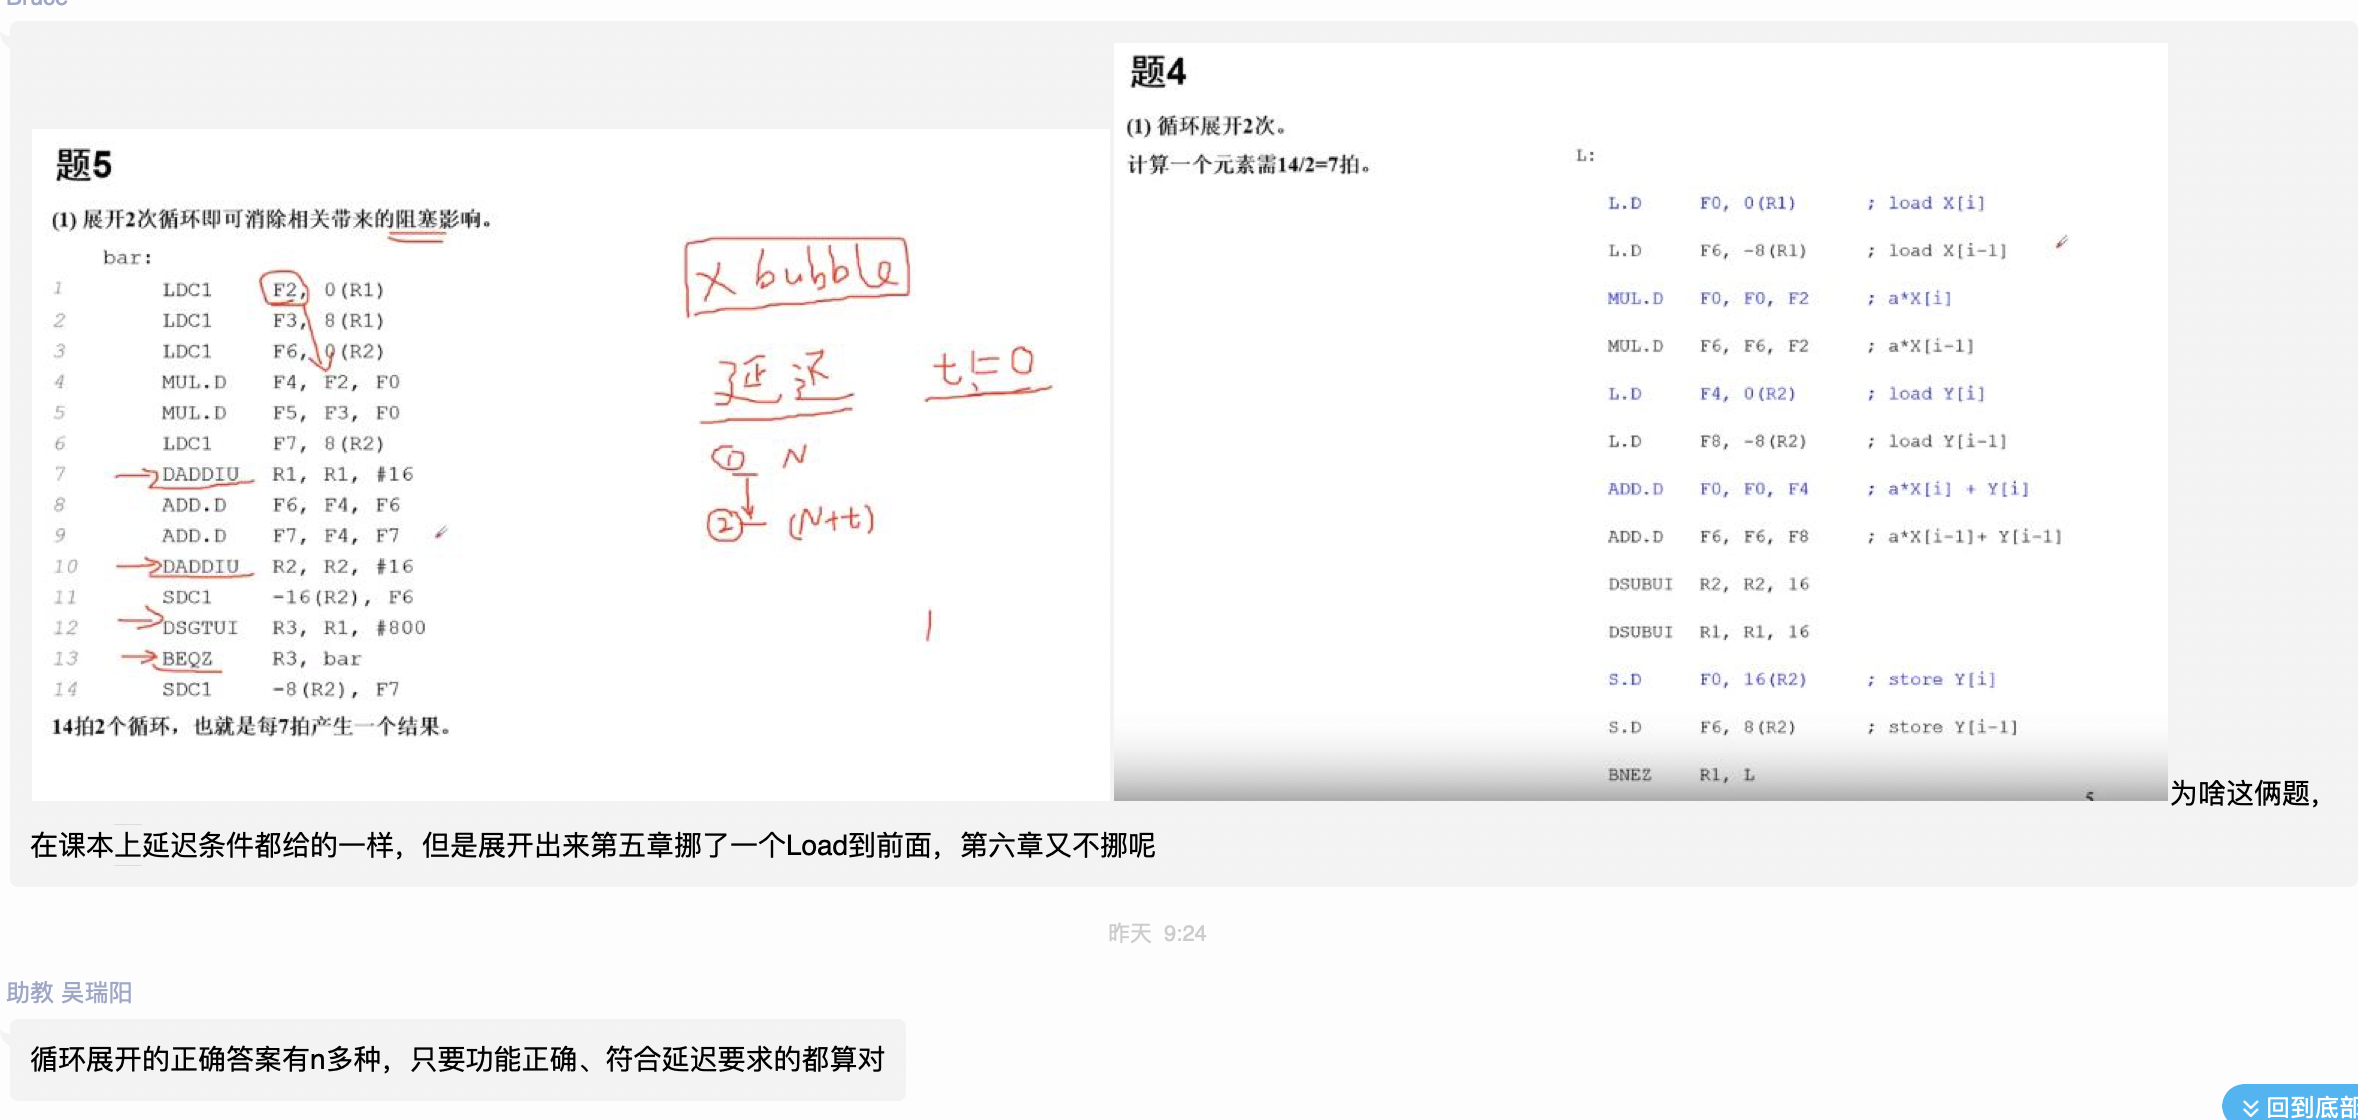 题5
(1) 展开2次循环即可消除相关带来的阻塞影响。
bar:
1 LDC1 F2, 0(R1)
2 LDC1 F3, 8(R1)
3 LDC1 F6, 0(R2)
4 MUL.D F4, F2, F0
5 MUL.D F5, F3, F0
6 LDC1 F7, 8(R2)
7 DADDIU R1, R1, #16
8 ADD.D F6, F4, F6
9 ADD.D F7, F4, F7
10 DADDIU R2, R2, #16
11 SDC1 -16(R2), F6
12 DSGTUI R3, R1, #800
13 BEQZ R3, bar
14 SDC1 -8(R2), F7
14拍2个循环，也就是每7拍产生一个结果。
X bubble
延迟 t!=0
① N
② (N+t)
题4
(1) 循环展开2次。
计算一个元素需14/2=7拍。
L:
L.D F0, 0(R1) ; load X[i]
L.D F6, -8(R1) ; load X[i-1]
MUL.D F0, F0, F2 ; a*X[i]
MUL.D F6, F6, F2 ; a*X[i-1]
L.D F4, 0(R2) ; load Y[i]
L.D F8, -8(R2) ; load Y[i-1]
ADD.D F0, F0, F4 ; a*X[i] + Y[i]
ADD.D F6, F6, F8 ; a*X[i-1]+ Y[i-1]
DSUBUI R2, R2, 16
DSUBUI R1, R1, 16
S.D F0, 16(R2) ; store Y[i]
S.D F6, 8(R2) ; store Y[i-1]
BNEZ R1, L
5
为啥这俩题，
在课本上延迟条件都给的一样，但是展开出来第五章挪了一个Load到前面，第六章又不挪呢
昨天 9:24
助教 吴瑞阳
循环展开的正确答案有n多种，只要功能正确、符合延迟要求的都算对
回到底部